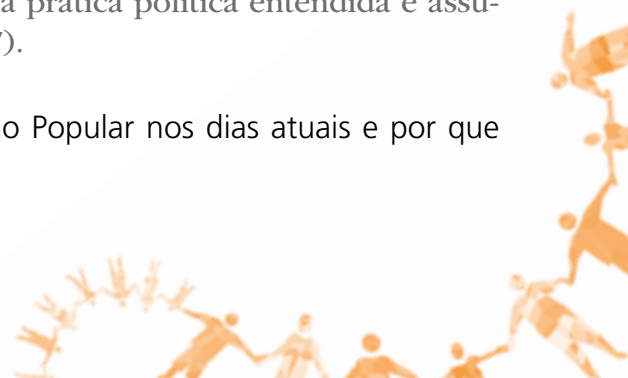 a prática política entendida e assu-
).
o Popular nos dias atuais e por que